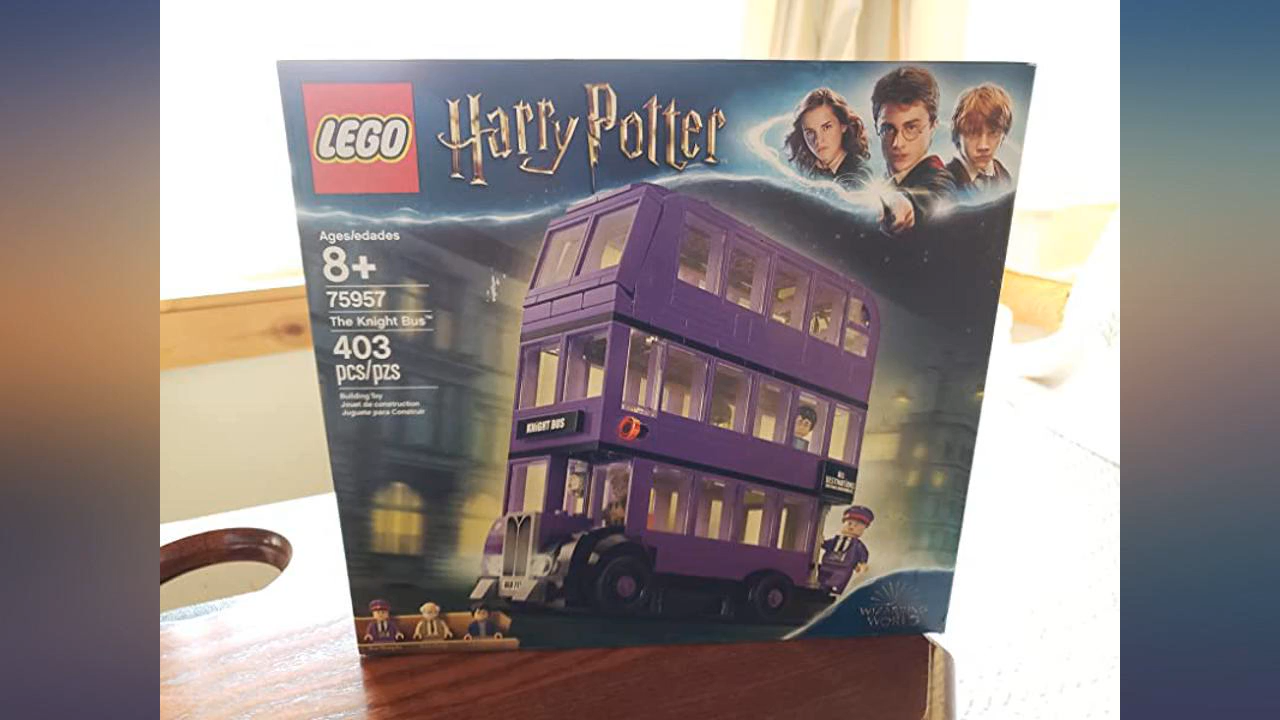 LEGO
Harry Potter
Ages/edades
8+
75957
The Knight Bus™
403
pcs/pzs
Building Toy
Jouet de construction
Juguete para Construir
KNIGHT BUS
WIZARDING
WORLD